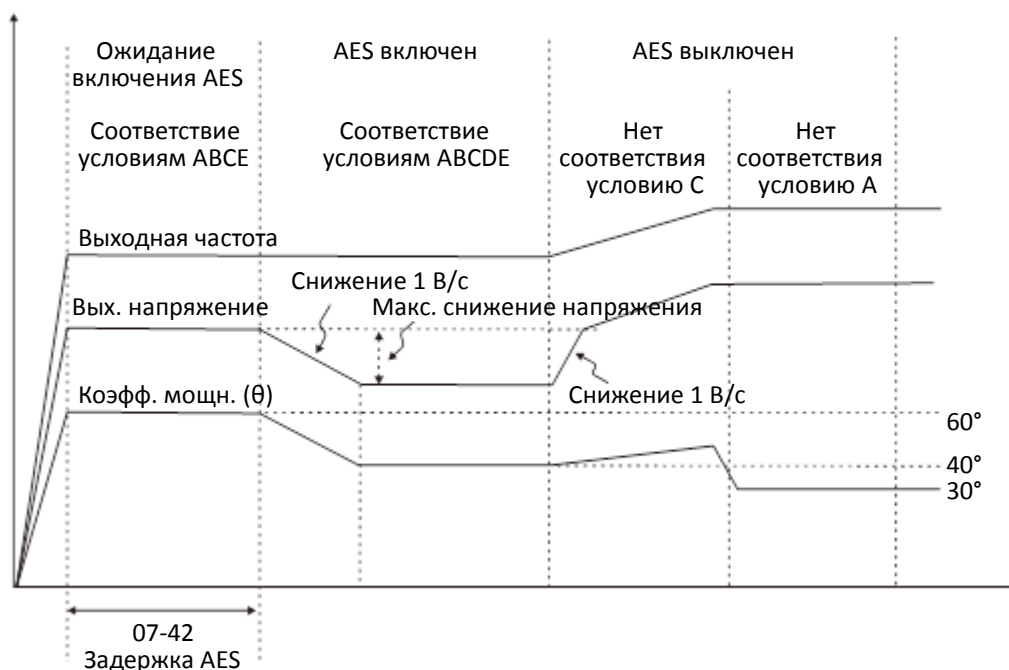 Ожидание
включения AES
AES включен
AES выключен
Соответствие
условиям ABCE
Соответствие
условиям ABCDE
Нет
соответствия
условию C
Нет
соответствия
условию A
Выходная частота
Снижение 1 В/с
Вых. напряжение
Макс. снижение напряжения
Коэфф. мощн. (θ)
Снижение 1 В/с
60°
40°
30°
07-42
Задержка AES